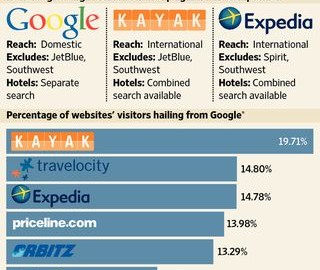 Google KAYAK Expedia
Reach: Domestic
Excludes: JetBlue,
Southwest
Hotels: Separate
search
Reach: International
Excludes: JetBlue,
Southwest
Hotels: Combined
search available
Reach: International
Excludes: Spirit,
Southwest
Hotels: Combined
search available
Percentage of websites' visitors hailing from Google*
KAYAK 19.71%
travelocity 14.80%
Expedia 14.78%
priceline.com 13.98%
ORBITZ 13.29%